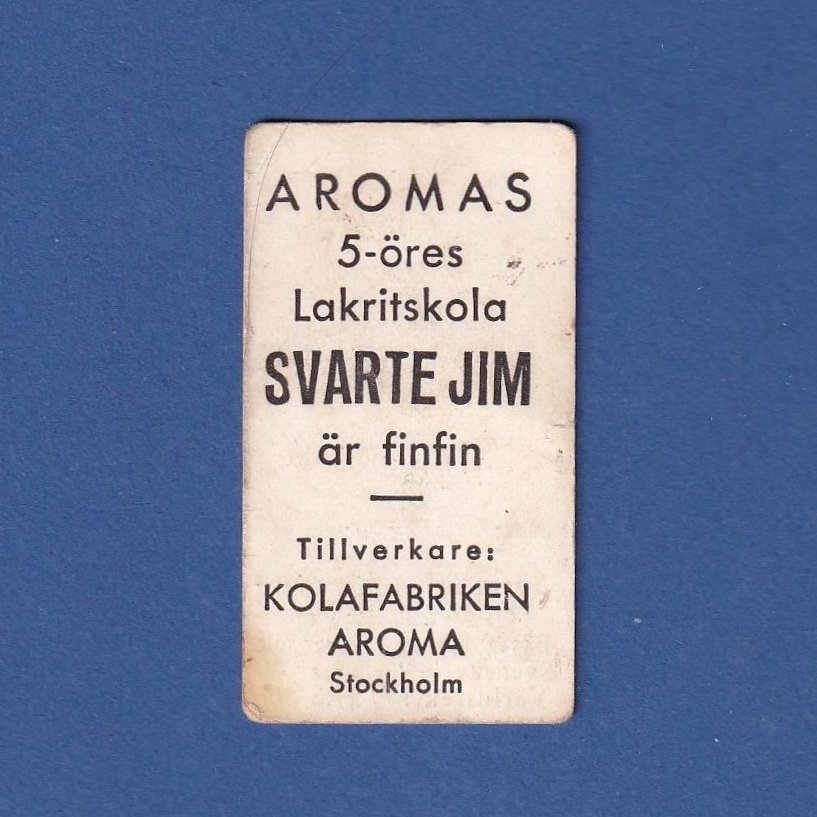 AROMAS
5-öres
Lakritskola
SVARTE JIM
är finfin
Tillverkare:
KOLAFABRIKEN
AROMA
Stockholm